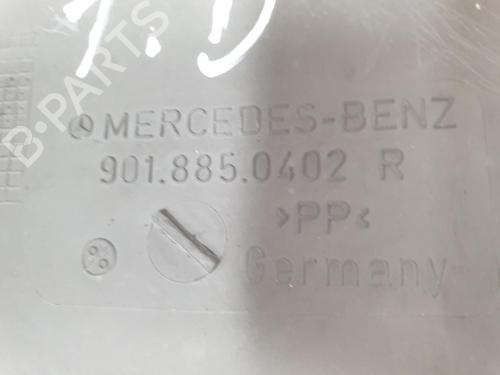 MERCEDES-BENZ
901.885.0402 R
>PP<
Germany
B-PARTS